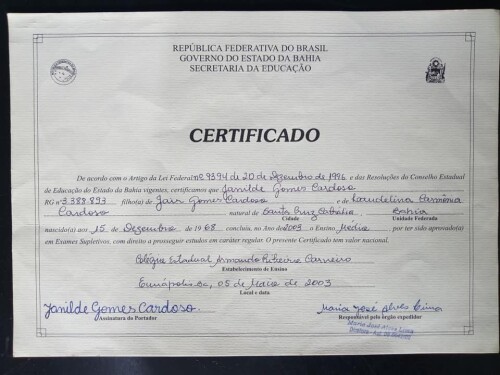 REPÚBLICA FEDERATIVA DO BRASIL
GOVERNO DO ESTADO DA BAHIA
SECRETARIA DA EDUCAÇÃO
CERTIFICADO
De acordo com o Artigo da Lei Federal nº 9394 de 20 de Dezembro de 1996 e das Resoluções do Conselho Estadual
de Educação do Estado da Bahia vigentes, certificamos que Janilde Gomes Cardoso
RG nº 3.388.893 filho(a) de Jair Gomes Cardoso e de Laudelina
Cardoso natural de Santa Cruz Cabrália Bahia
Cidade Unidade Federada
nascido(a) aos 15 de Dezembro de 1968 concluiu, no Ano de 2003 o Ensino Médio por ter sido aprovado(a)
em Exames Supletivos, com direito a prosseguir estudos em caráter regular. O presente Certificado tem valor nacional.
Colégio Estadual Armando Ribeiro Carneiro
Estabelecimento de Ensino
Eunápolis-Ba, 05 de Maio de 2003
Local e data
Janilde Gomes Cardoso. Maria José Alves Lima
Assinatura do Portador Responsável pelo órgão expedidor
Maria José Alves Lima